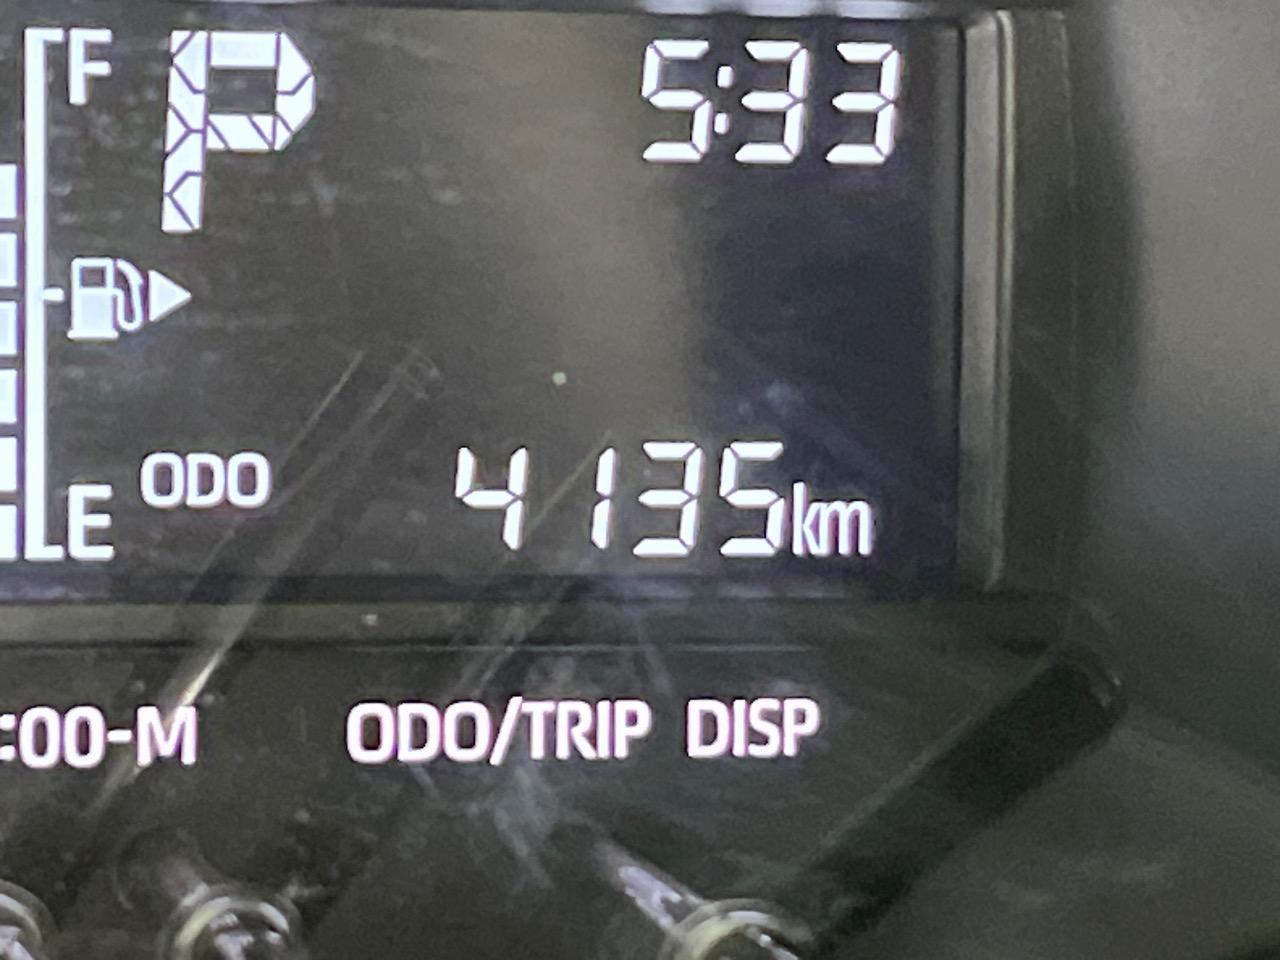 F P 5:33
ODO 4135km
E
:00-M ODO/TRIP DISP